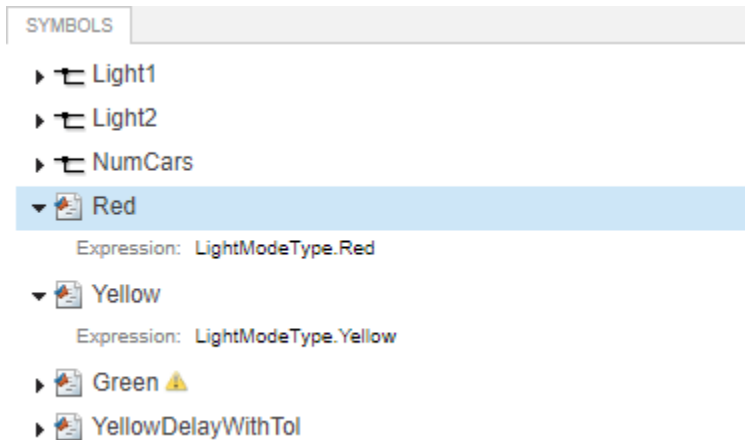 SYMBOLS
Light1
Light2
NumCars
Red
Expression: LightModeType.Red
Yellow
Expression: LightModeType.Yellow
Green
YellowDelayWithTol